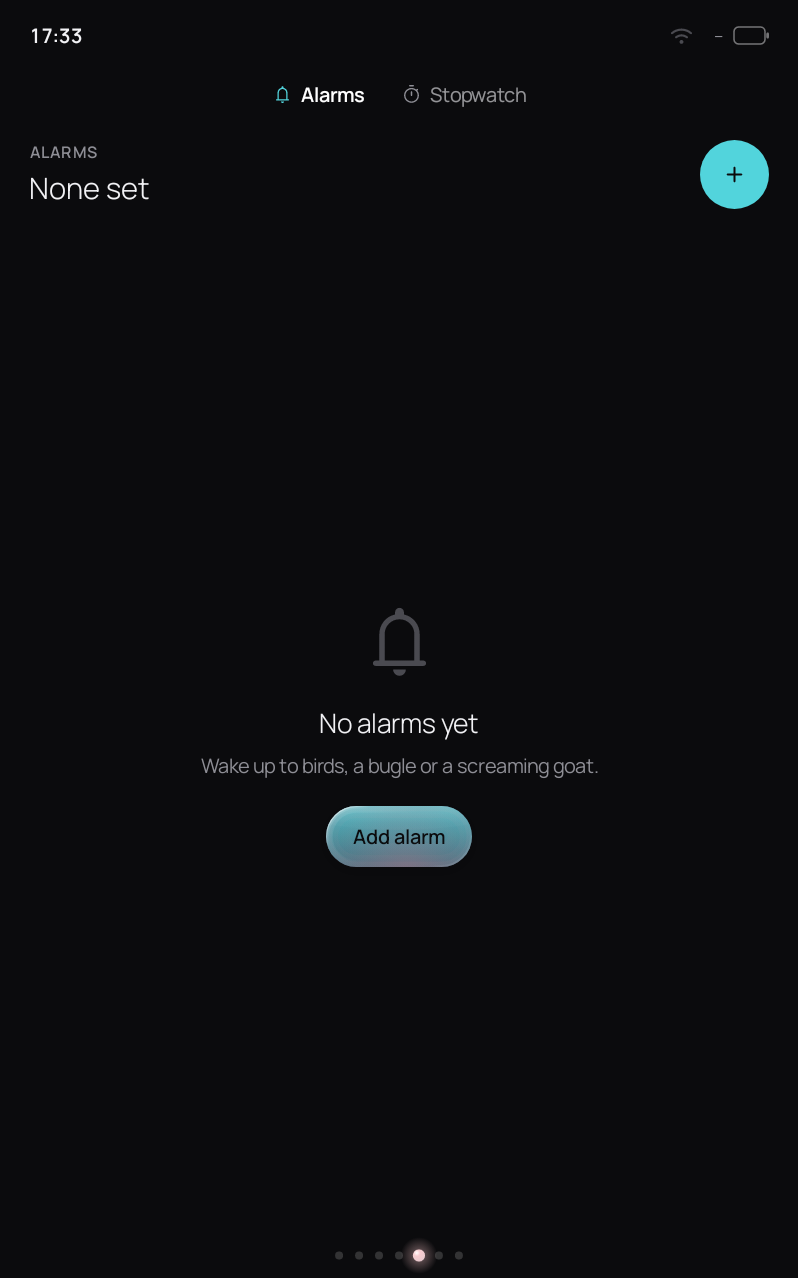 17:33
–
Alarms Stopwatch
ALARMS
None set
+
No alarms yet
Wake up to birds, a bugle or a screaming goat.
Add alarm